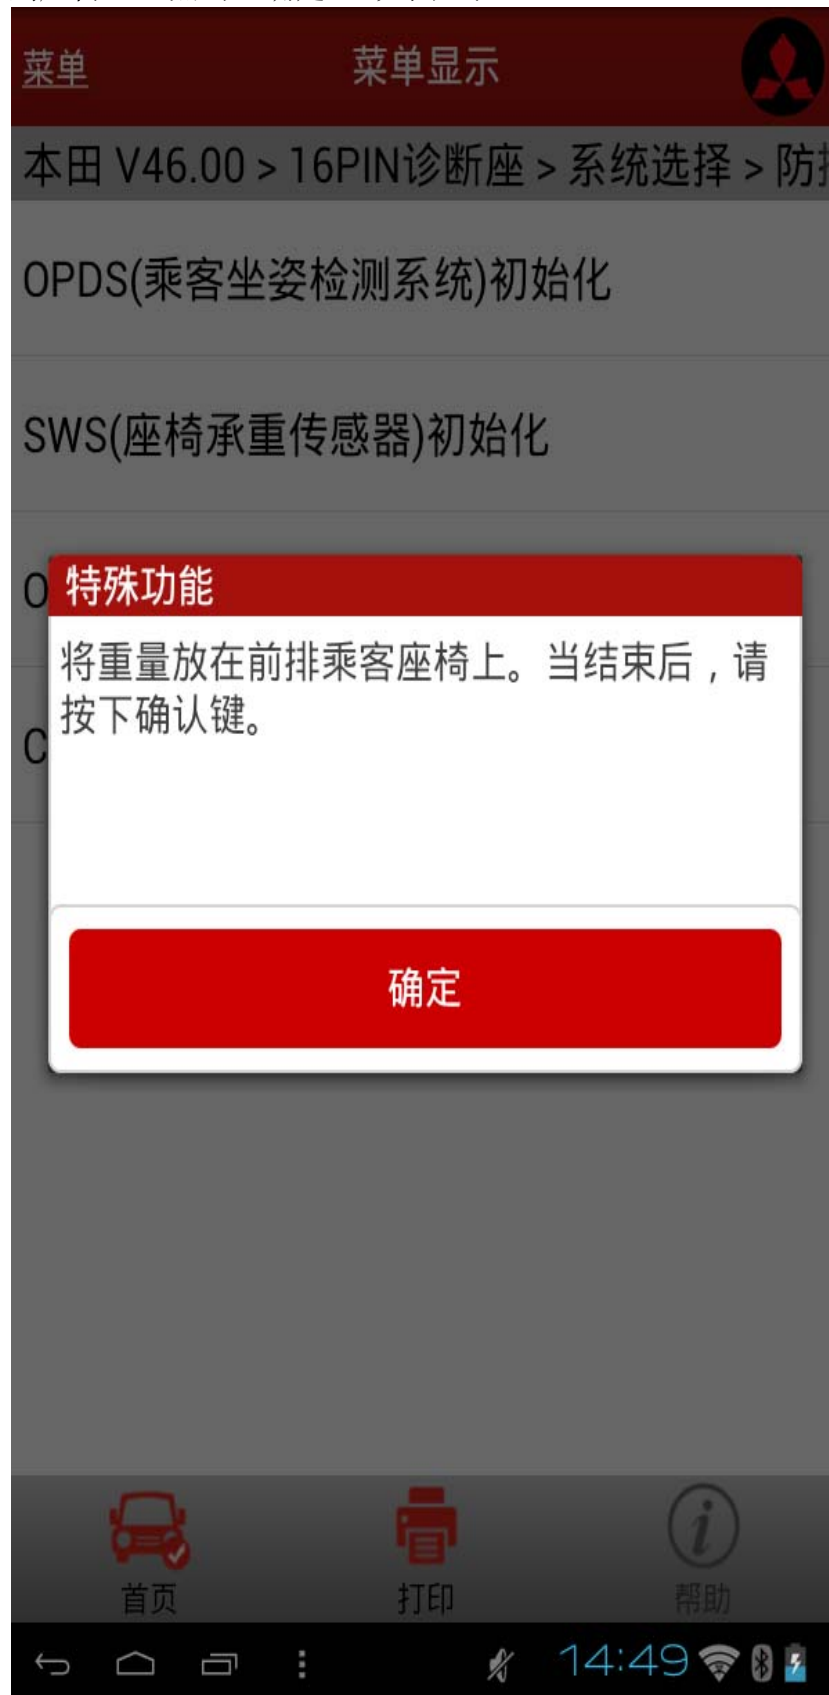 菜单
菜单显示
本田 V46.00 > 16PIN诊断座 > 系统选择 > 防
OPDS(乘客坐姿检测系统)初始化
SWS(座椅承重传感器)初始化
O
特殊功能
将重量放在前排乘客座椅上。当结束后，请
按下确认键。
C
确定
首页
打印
帮助
14:49